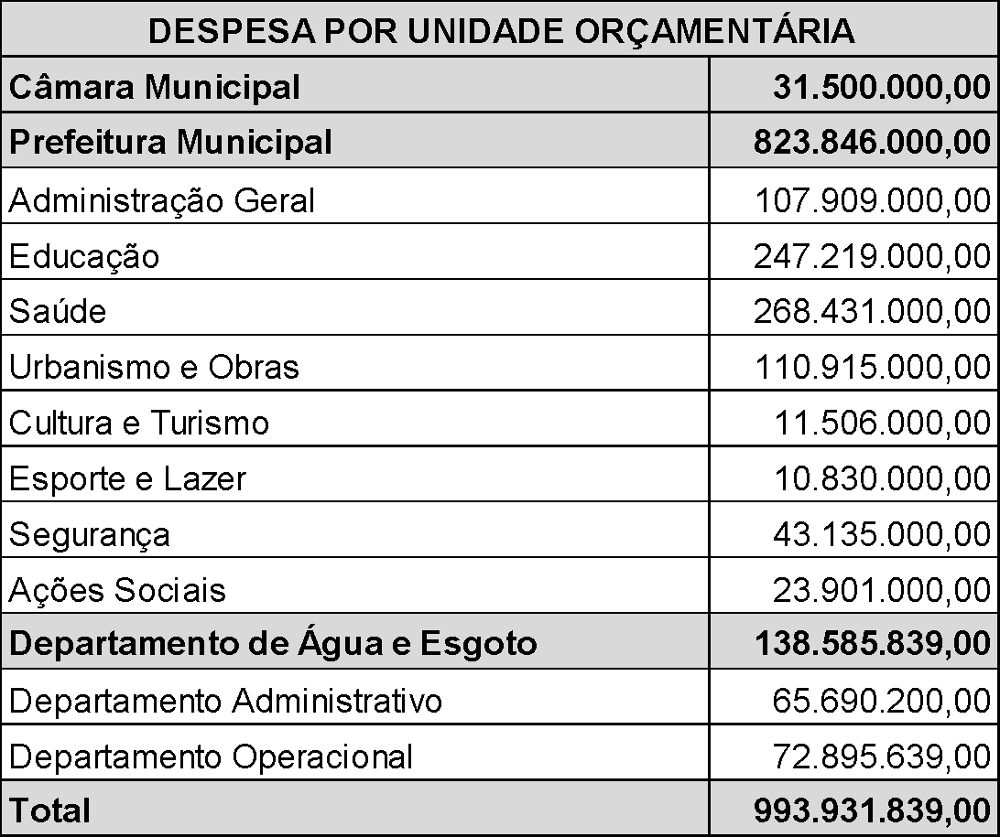 DESPESA POR UNIDADE ORÇAMENTÁRIA
Câmara Municipal 31.500.000,00
Prefeitura Municipal 823.846.000,00
Administração Geral 107.909.000,00
Educação 247.219.000,00
Saúde 268.431.000,00
Urbanismo e Obras 110.915.000,00
Cultura e Turismo 11.506.000,00
Esporte e Lazer 10.830.000,00
Segurança 43.135.000,00
Ações Sociais 23.901.000,00
Departamento de Água e Esgoto 138.585.839,00
Departamento Administrativo 65.690.200,00
Departamento Operacional 72.895.639,00
Total 993.931.839,00